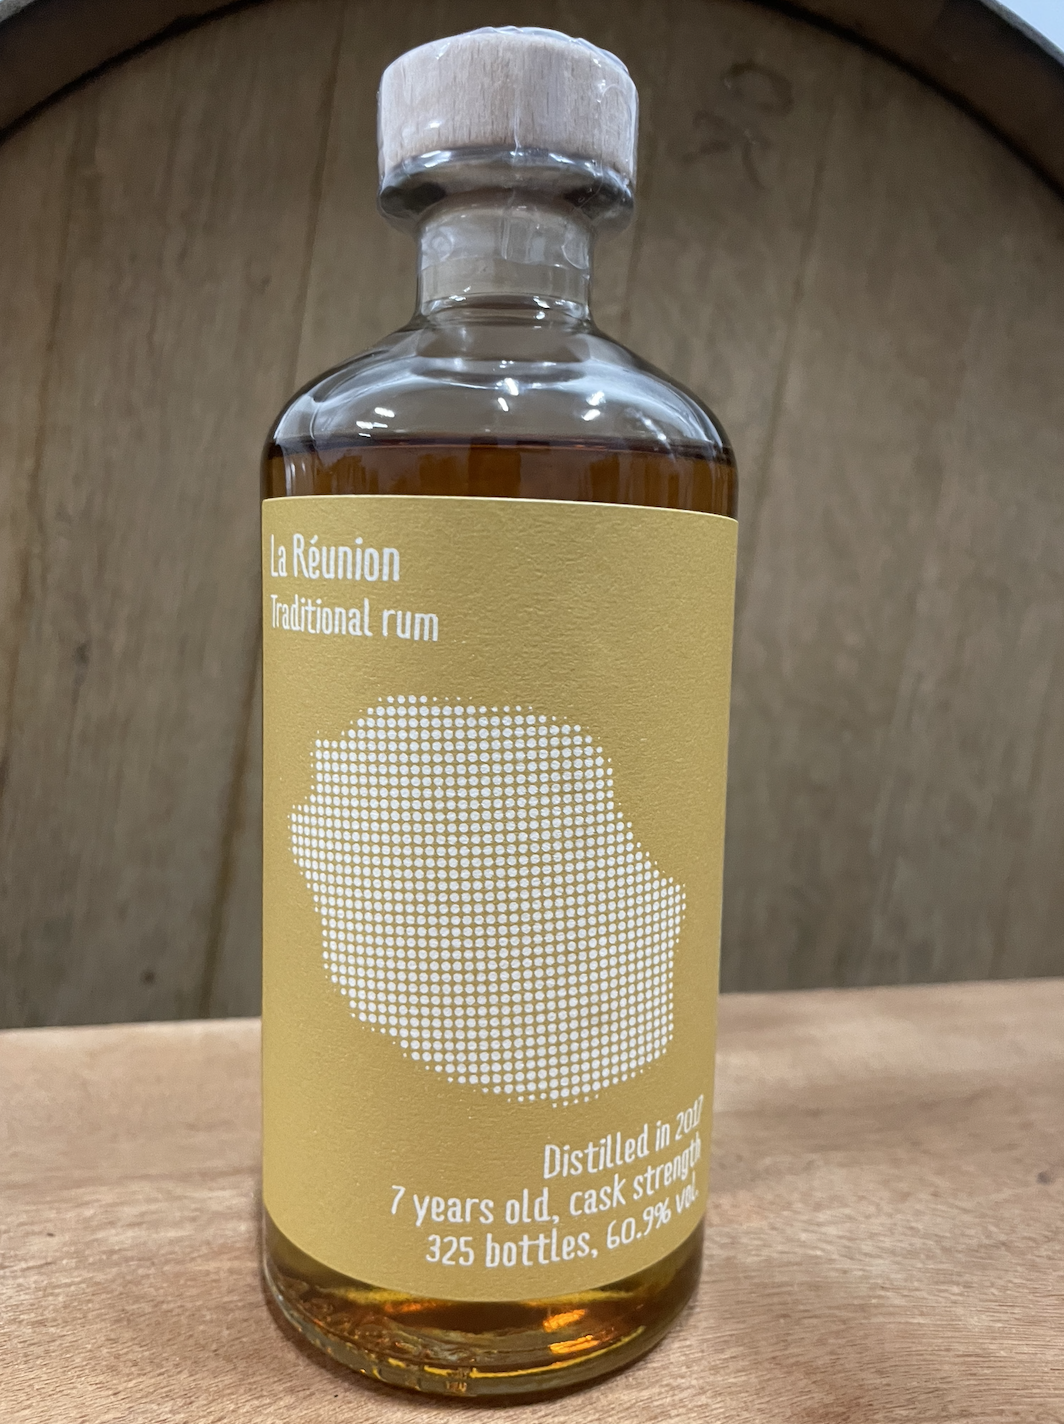 La Réunion
Traditional rum
Distilled in 2017
7 years old, cask strength
325 bottles, 60.9% vol.